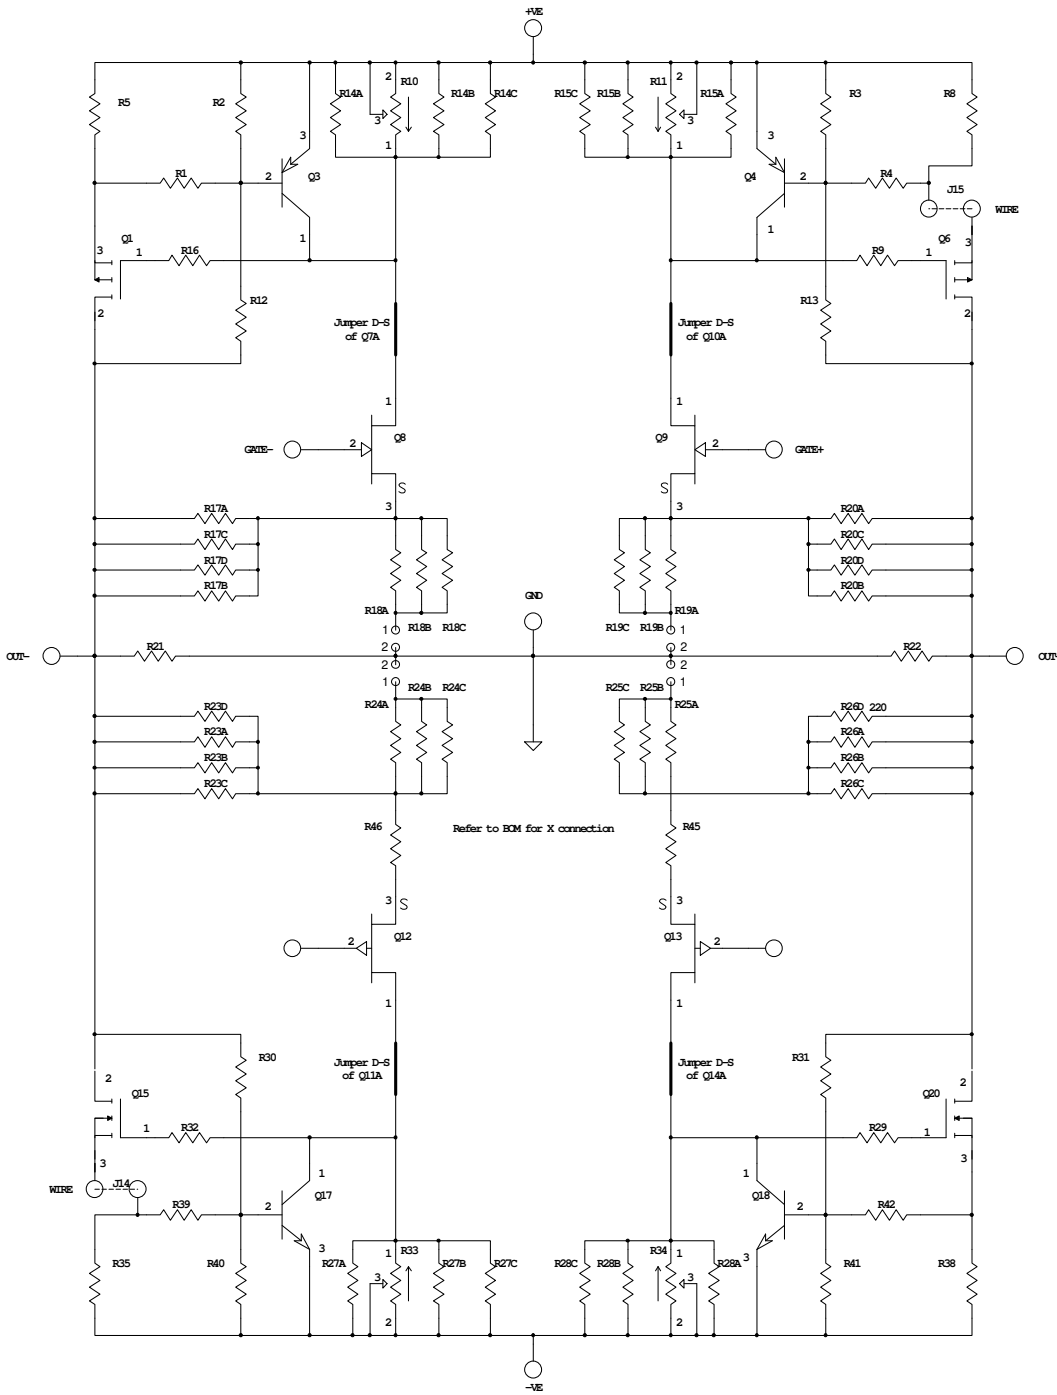 +VE
R5
R2
R14A
2
R10
R14B
R14C
R15C
R15B
2
R11
R15A
R3
R8
3
3
3
3
1
1
R1
2
Q3
Q4
2
R4
J15
WIRE
1
1
Q1
3
1
R16
R9
1
Q6
3
2
R12
R13
2
Jumper D-S
of Q7A
Jumper D-S
of Q10A
1
1
GATE-
2
Q8
Q9
2
GATE+
S
S
3
3
R17A
R20A
R17C
R20C
R17D
R20D
R17B
R20B
GND
R18A
R18B
R18C
R19C
R19B
R19A
1
1
OUT-
R21
2
2
R22
OUT
2
2
1
1
R24A
R24B
R24C
R25C
R25B
R25A
R23D
R26D
220
R23A
R26A
R23B
R26B
R23C
R26C
R46
Refer to BOM for X connection
R45
3
S
S
3
2
Q12
Q13
2
1
1
R30
Jumper D-S
of Q11A
Jumper D-S
of Q14A
R31
2
Q15
Q20
2
1
R32
R29
1
3
3
WIRE
J14
1
1
R39
2
Q17
Q18
2
R42
3
3
R35
R40
R27A
1
R33
R27B
R27C
R28C
R28B
R34
1
R28A
R41
R38
3
3
2
2
-VE